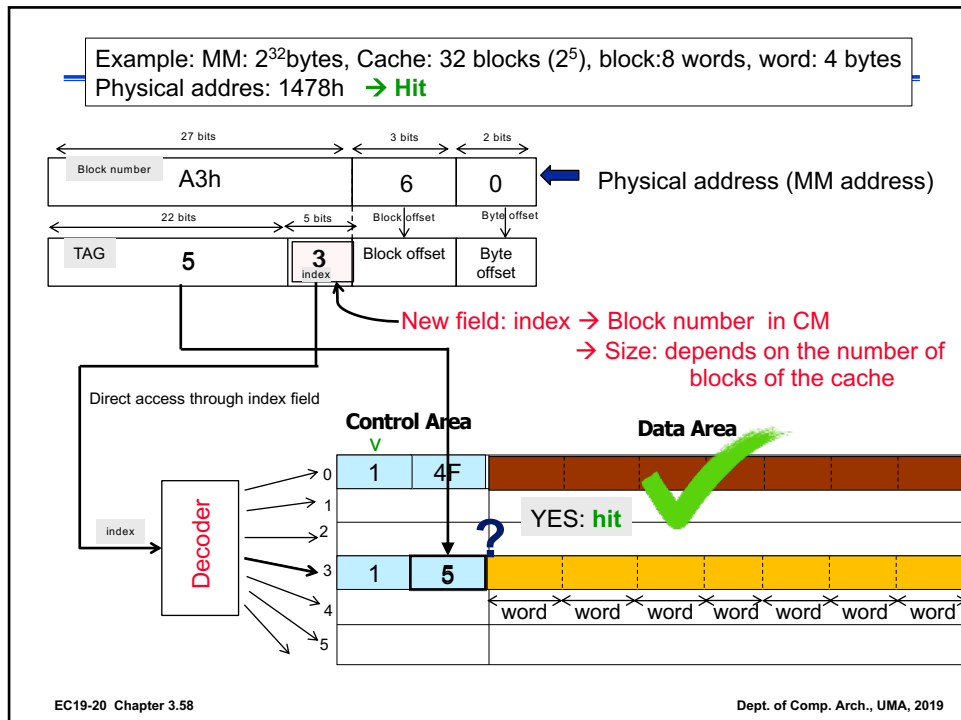 Example: MM: 2³²bytes, Cache: 32 blocks (2⁵), block:8 words, word: 4 bytes
Physical addres: 1478h → Hit
27 bits 3 bits 2 bits
Block number A3h 6 0
Physical address (MM address)
22 bits 5 bits Block offset Byte offset
TAG 5 3 index Block offset Byte offset
New field: index → Block number in CM
→ Size: depends on the number of
blocks of the cache
Direct access through index field
Control Area Data Area
V
0 1 4F
1
YES: hit
2
?
index Decoder
3 1 5
4
word word word word word word word
5
EC19-20 Chapter 3.58 Dept. of Comp. Arch., UMA, 2019